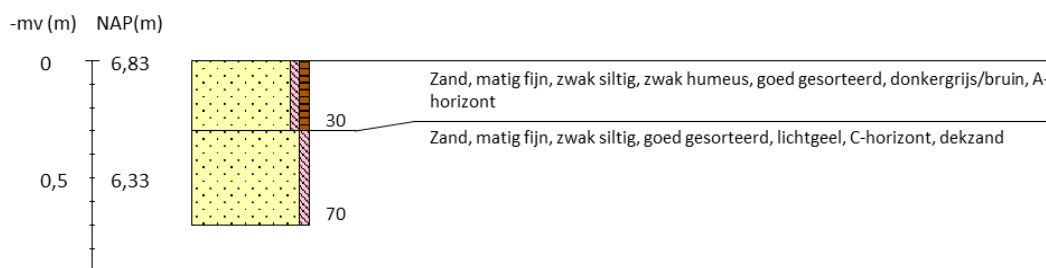 -mv (m) NAP(m)
0 6,83
Zand, matig fijn, zwak siltig, zwak humeus, goed gesorteerd, donkergrijs/bruin, A-
horizont
30
Zand, matig fijn, zwak siltig, goed gesorteerd, lichtgeel, C-horizont, dekzand
0,5 6,33
70